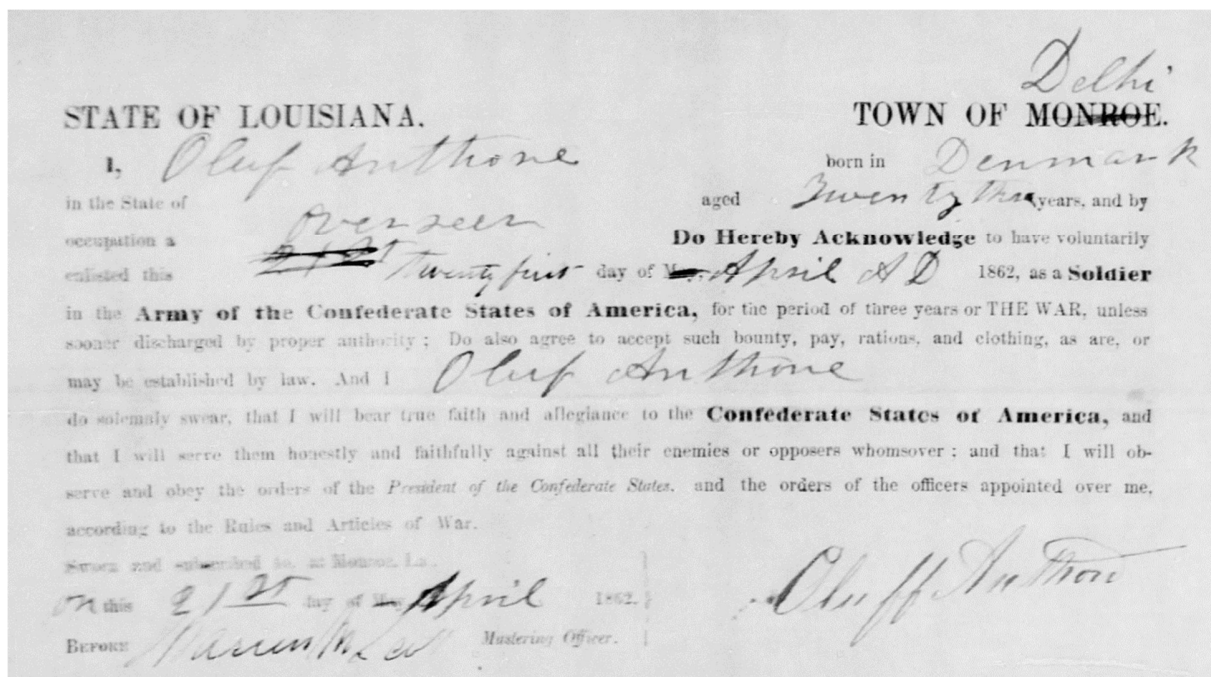 Delhi
STATE OF LOUISIANA. TOWN OF MONROE.
I, Oluf Anthone born in Denmark
in the State of aged Twenty three years, and by
occupation a overseer Do Hereby Acknowledge to have voluntarily
enlisted this 21st twenty first day of May, April A D 1862, as a Soldier
in the Army of the Confederate States of America, for the period of three years or THE WAR, unless
sooner discharged by proper authority; Do also agree to accept such bounty, pay, rations, and clothing, as are, or
may be established by law. And I Oluf Anthone
do solemnly swear, that I will bear true faith and allegiance to the Confederate States of America, and
that I will serve them honestly and faithfully against all their enemies or opposers whomsover; and that I will ob-
serve and obey the orders of the President of the Confederate States. and the orders of the officers appointed over me,
according to the Rules and Articles of War.
Sworn and subscribed to, at Monroe, La.
on this 21st day of May April 1862.
Oluff Anthon
BEFORE Mastering Officer.